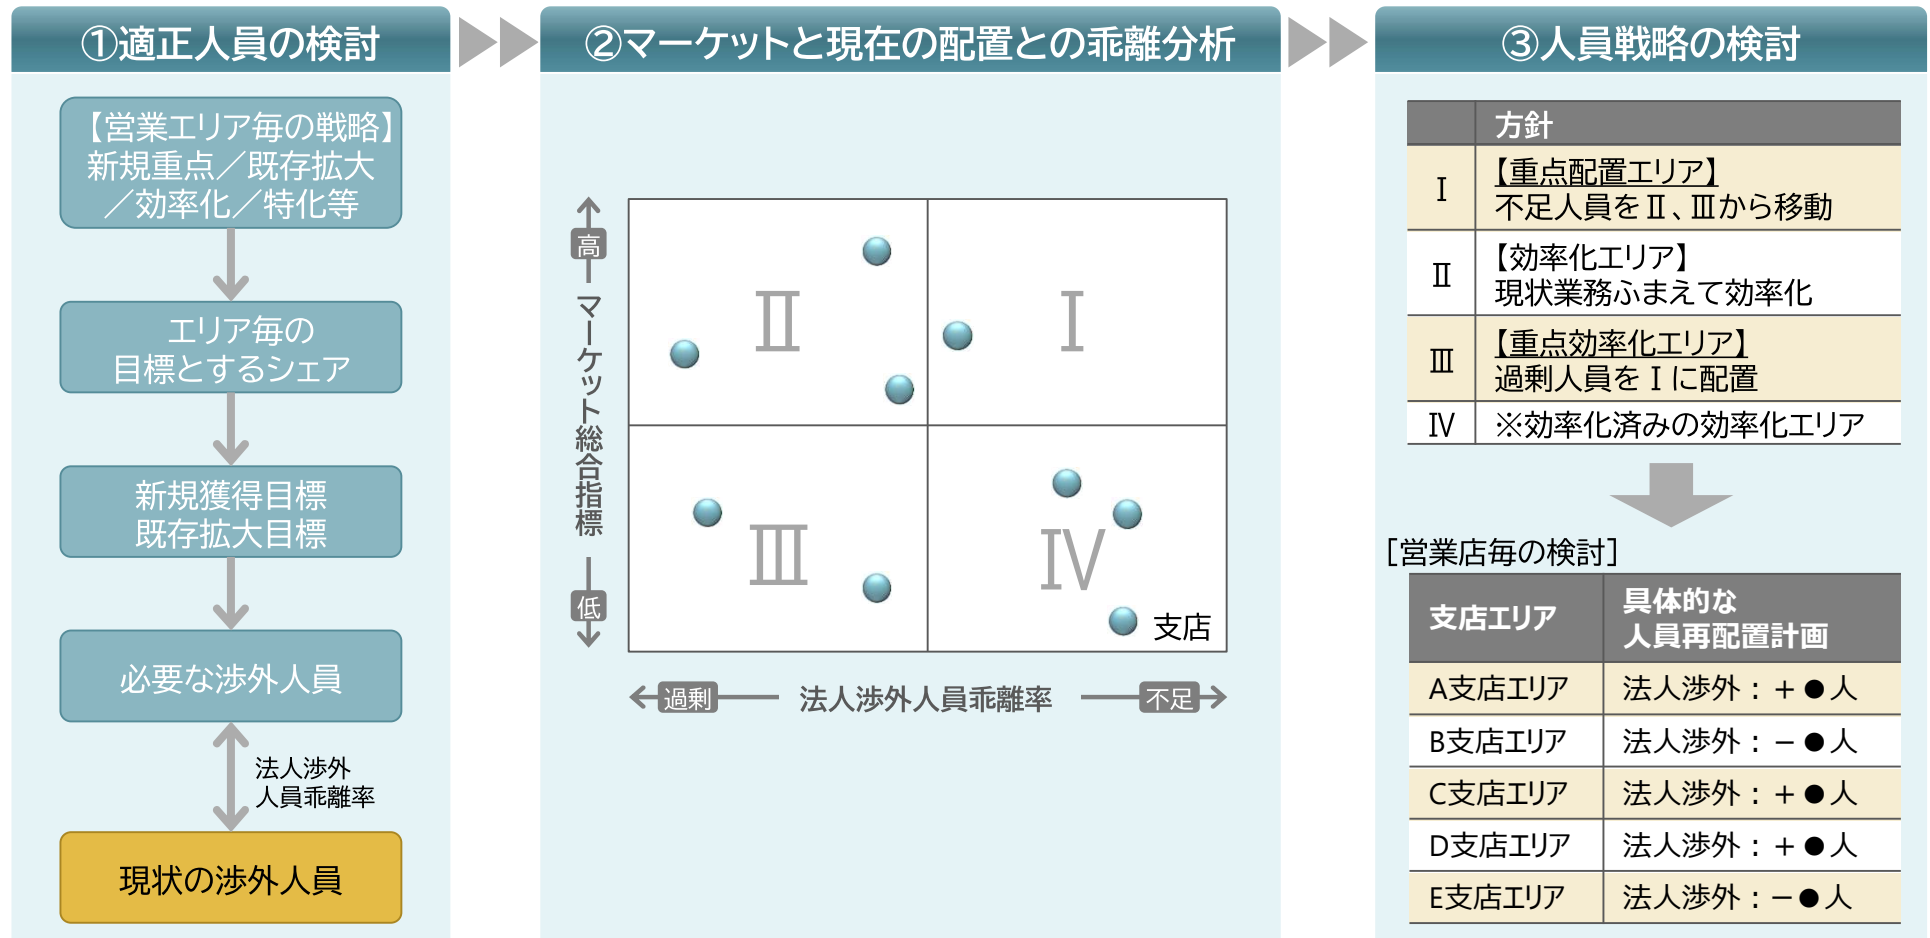 ①適正人員の検討
【営業エリア毎の戦略】
新規重点／既存拡大
／効率化／特化等
エリア毎の
目標とするシェア
新規獲得目標
既存拡大目標
必要な渉外人員
法人渉外
人員乖離率
現状の渉外人員
②マーケットと現在の配置との乖離分析
高
マーケット総合指標
低
Ⅱ
Ⅰ
Ⅲ
Ⅳ
支店
過剰
法人渉外人員乖離率
不足
③人員戦略の検討
方針
Ⅰ
【重点配置エリア】
不足人員をⅡ、Ⅲから移動
Ⅱ
【効率化エリア】
現状業務ふまえて効率化
Ⅲ
【重点効率化エリア】
過剰人員をⅠに配置
Ⅳ ※効率化済みの効率化エリア
［営業店毎の検討］
支店エリア
具体的な
人員再配置計画
A支店エリア 法人渉外：＋●人
B支店エリア 法人渉外：－●人
C支店エリア 法人渉外：＋●人
D支店エリア 法人渉外：＋●人
E支店エリア 法人渉外：－●人